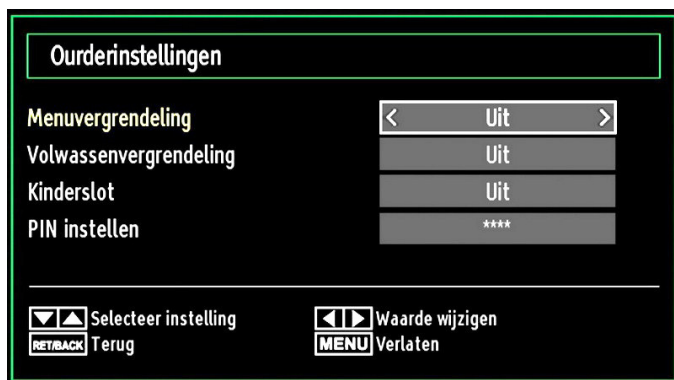 Ourderinstellingen
Menuvergrendeling < Uit >
Volwassenvergrendeling Uit
Kinderslot Uit
PIN instellen ****
Selecteer instelling Waarde wijzigen
RET/BACK Terug MENU Verlaten